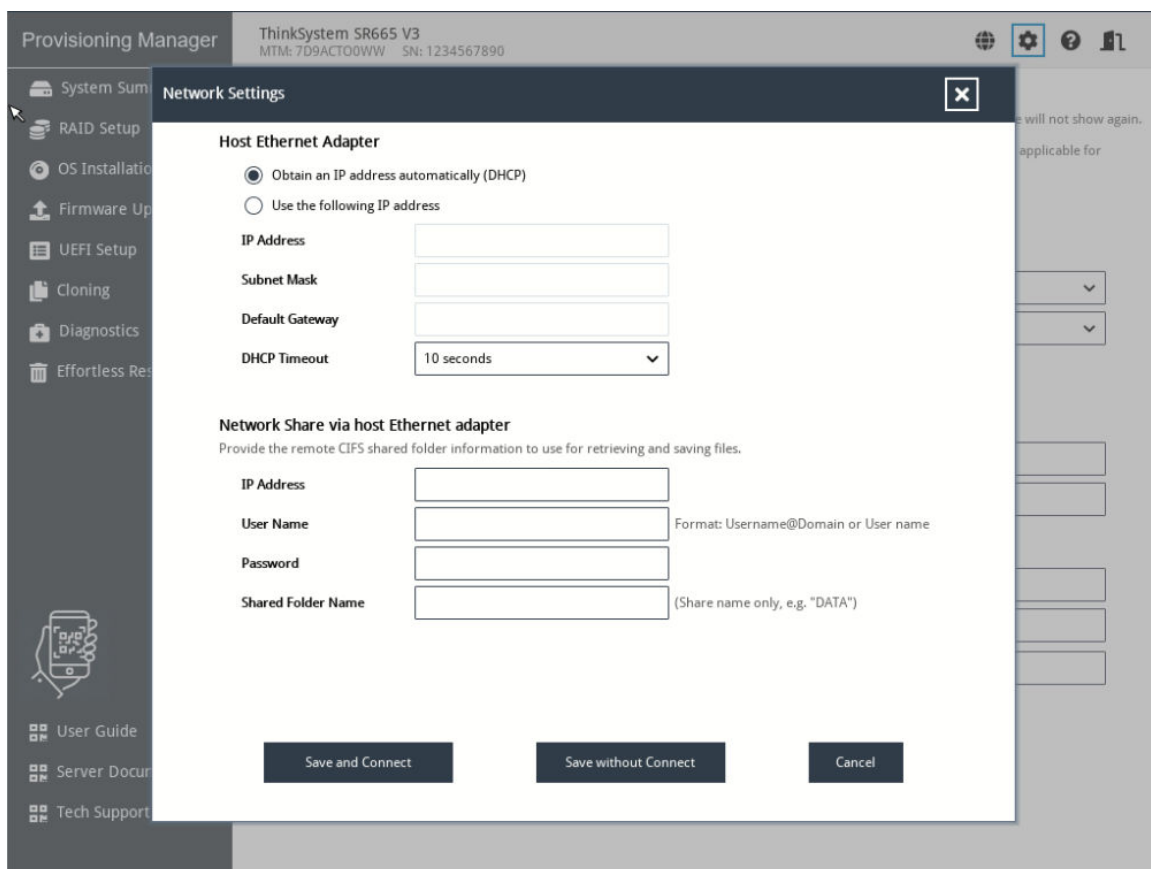 Provisioning Manager
ThinkSystem SR665 V3
MTM: 7D9ACTO0WW SN: 1234567890
System Sum
RAID Setup
OS Installatio
Firmware Up
UEFI Setup
Cloning
Diagnostics
Effortless Res
Network Settings
e will not show again.
applicable for
Host Ethernet Adapter
Obtain an IP address automatically (DHCP)
Use the following IP address
IP Address
Subnet Mask
Default Gateway
DHCP Timeout 10 seconds
Network Share via host Ethernet adapter
Provide the remote CIFS shared folder information to use for retrieving and saving files.
IP Address
User Name Format: Username@Domain or User name
Password
Shared Folder Name (Share name only, e.g. "DATA")
Save and Connect Save without Connect Cancel
User Guide
Server Docur
Tech Support